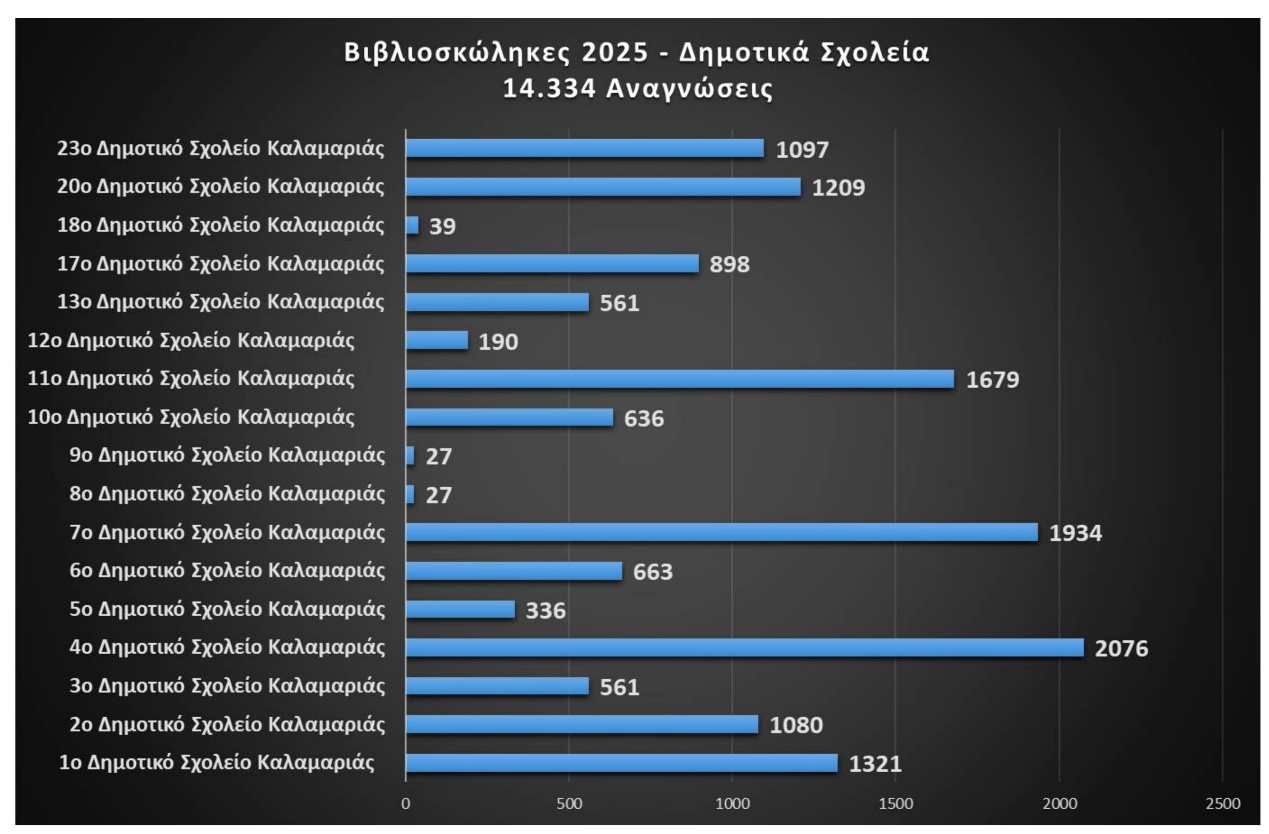 Βιβλιοσκώληκες 2025 - Δημοτικά Σχολεία
14.334 Αναγνώσεις
23ο Δημοτικό Σχολείο Καλαμαριάς 1097
20ο Δημοτικό Σχολείο Καλαμαριάς 1209
18ο Δημοτικό Σχολείο Καλαμαριάς 39
17ο Δημοτικό Σχολείο Καλαμαριάς 898
13ο Δημοτικό Σχολείο Καλαμαριάς 561
12ο Δημοτικό Σχολείο Καλαμαριάς 190
11ο Δημοτικό Σχολείο Καλαμαριάς 1679
10ο Δημοτικό Σχολείο Καλαμαριάς 636
9ο Δημοτικό Σχολείο Καλαμαριάς 27
8ο Δημοτικό Σχολείο Καλαμαριάς 27
7ο Δημοτικό Σχολείο Καλαμαριάς 1934
6ο Δημοτικό Σχολείο Καλαμαριάς 663
5ο Δημοτικό Σχολείο Καλαμαριάς 336
4ο Δημοτικό Σχολείο Καλαμαριάς 2076
3ο Δημοτικό Σχολείο Καλαμαριάς 561
2ο Δημοτικό Σχολείο Καλαμαριάς 1080
1ο Δημοτικό Σχολείο Καλαμαριάς 1321
0 500 1000 1500 2000 2500